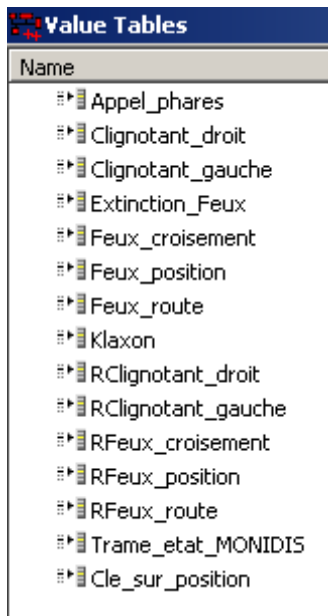 Value Tables
Name
Appel_phares
Clignotant_droit
Clignotant_gauche
Extinction_Feux
Feux_croisement
Feux_position
Feux_route
Klaxon
RClignotant_droit
RClignotant_gauche
RFeux_croisement
RFeux_position
RFeux_route
Trame_etat_MONIDIS
Cle_sur_position